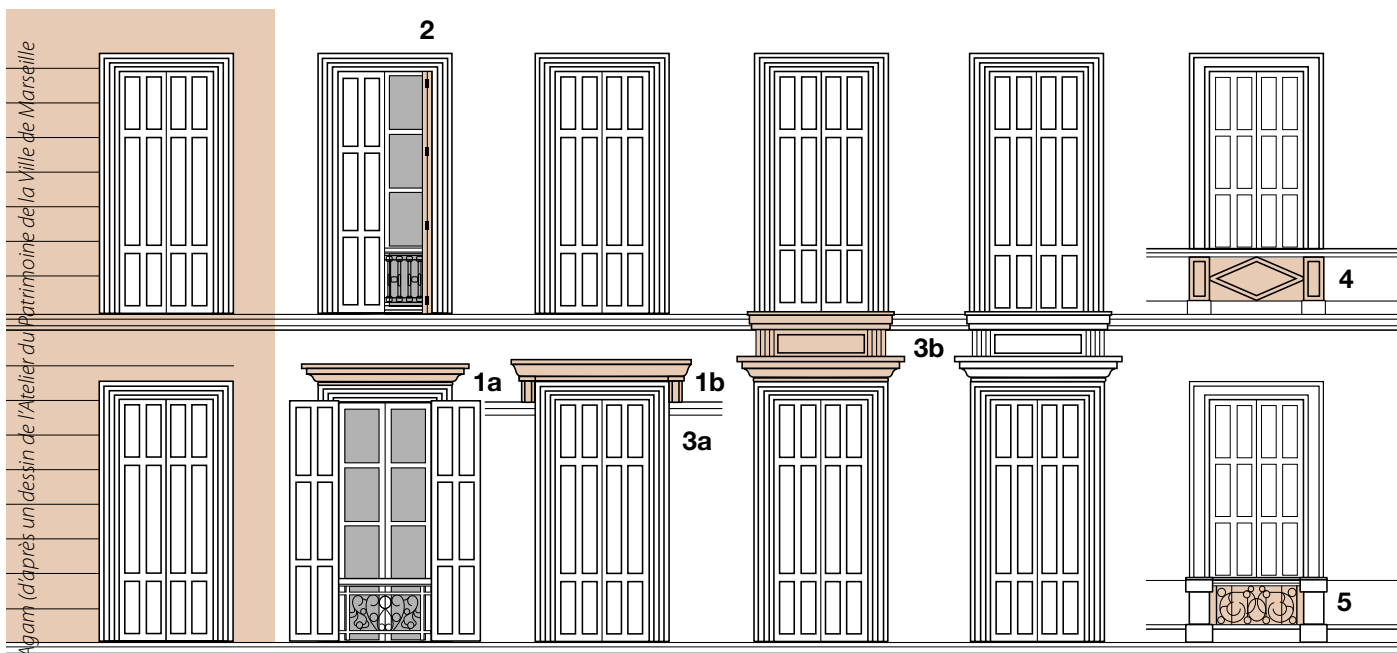 2
4
3b
1a
1b
3a
5
Agam (d'après un dessin de l'Atelier du Patrimoine de la Ville de Marseille